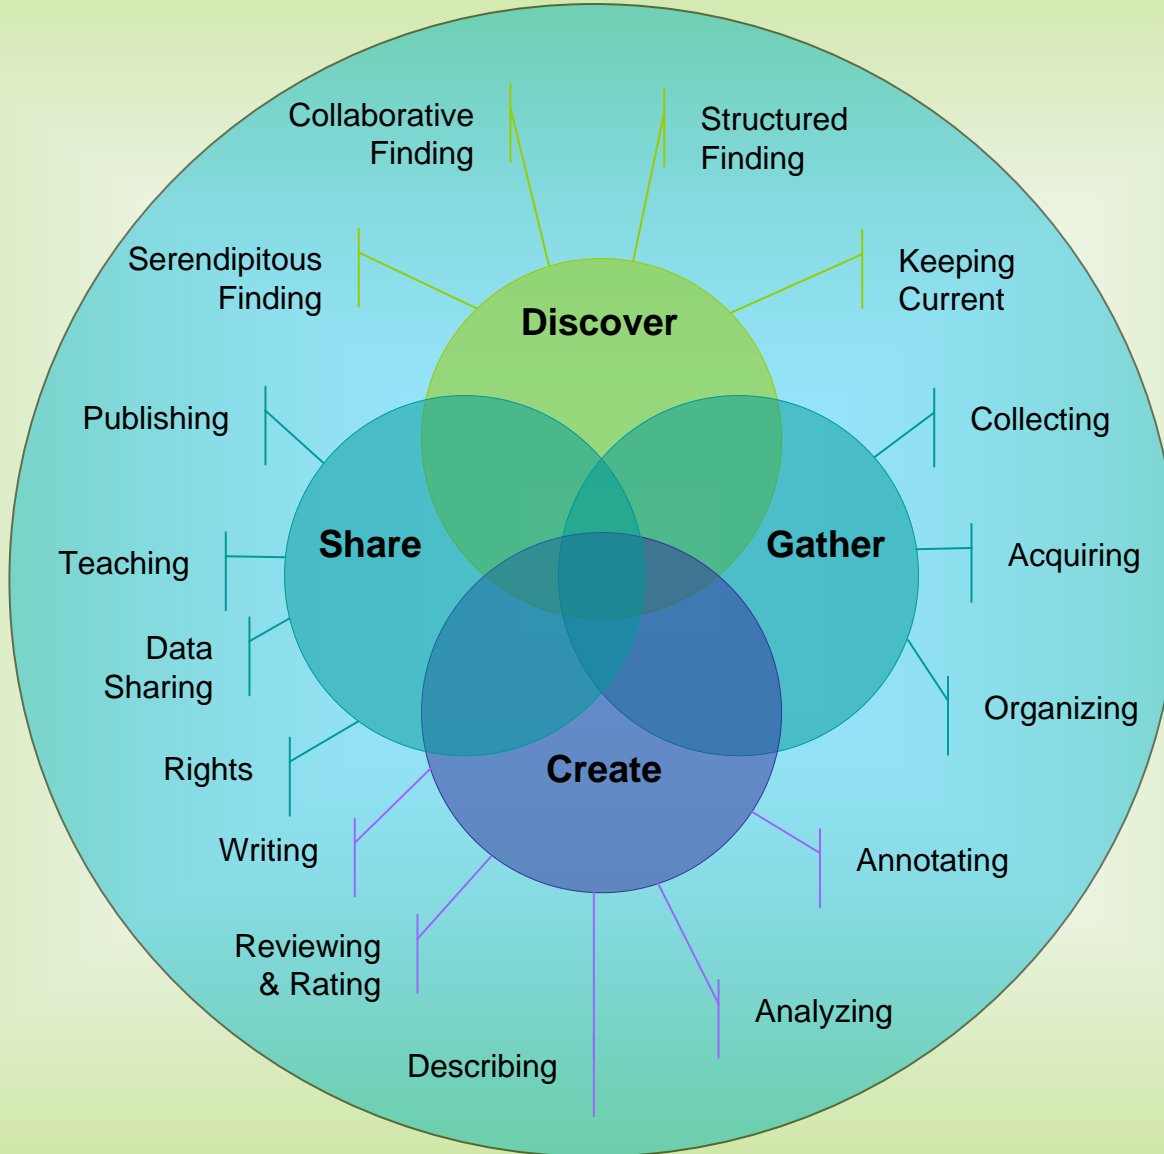 Collaborative
Finding
Structured
Finding
Serendipitous
Finding
Keeping
Current
Discover
Publishing
Collecting
Share
Gather
Teaching
Acquiring
Data
Sharing
Organizing
Rights
Create
Writing
Annotating
Reviewing
& Rating
Analyzing
Describing